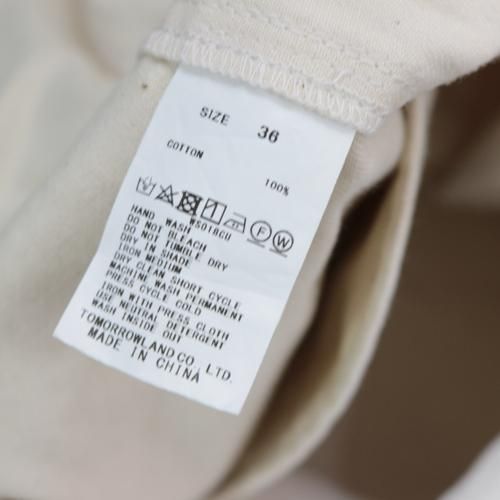 SIZE 36
COTTON
100%
WS018CU
HAND WASH
DO NOT BLEACH
DO NOT TUMBLE DRY
DRY IN SHADE
IRON MEDIUM
DRY CLEAN SHORT CYCLE
MACHINE WASH PERMANENT
PRESS CYCLE COLD
IRON WITH PRESS CLOTH
USE NEUTRAL DETERGENT
WASH INSIDE OUT
TOMORROWLAND CO., LTD.
MADE IN CHINA